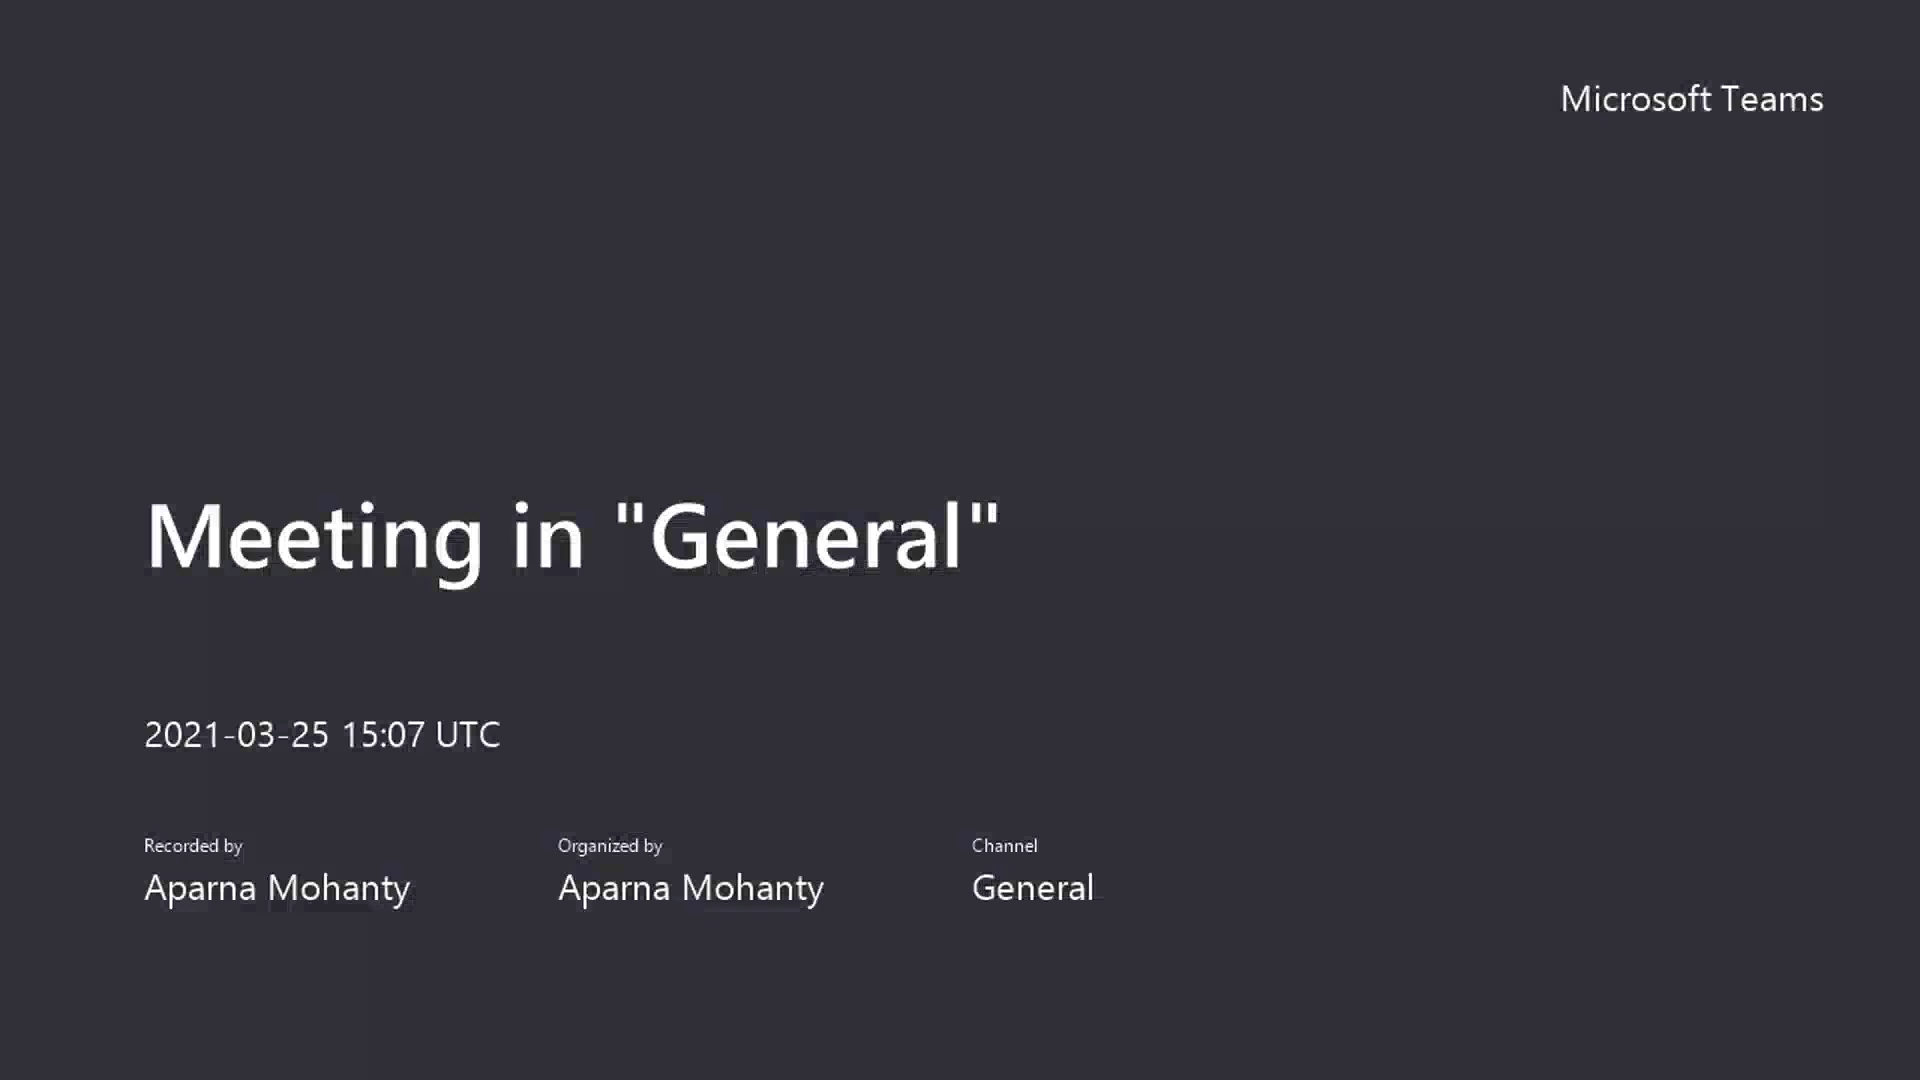 Microsoft Teams
Meeting in "General"
2021-03-25 15:07 UTC
Recorded by
Aparna Mohanty
Organized by
Aparna Mohanty
Channel
General